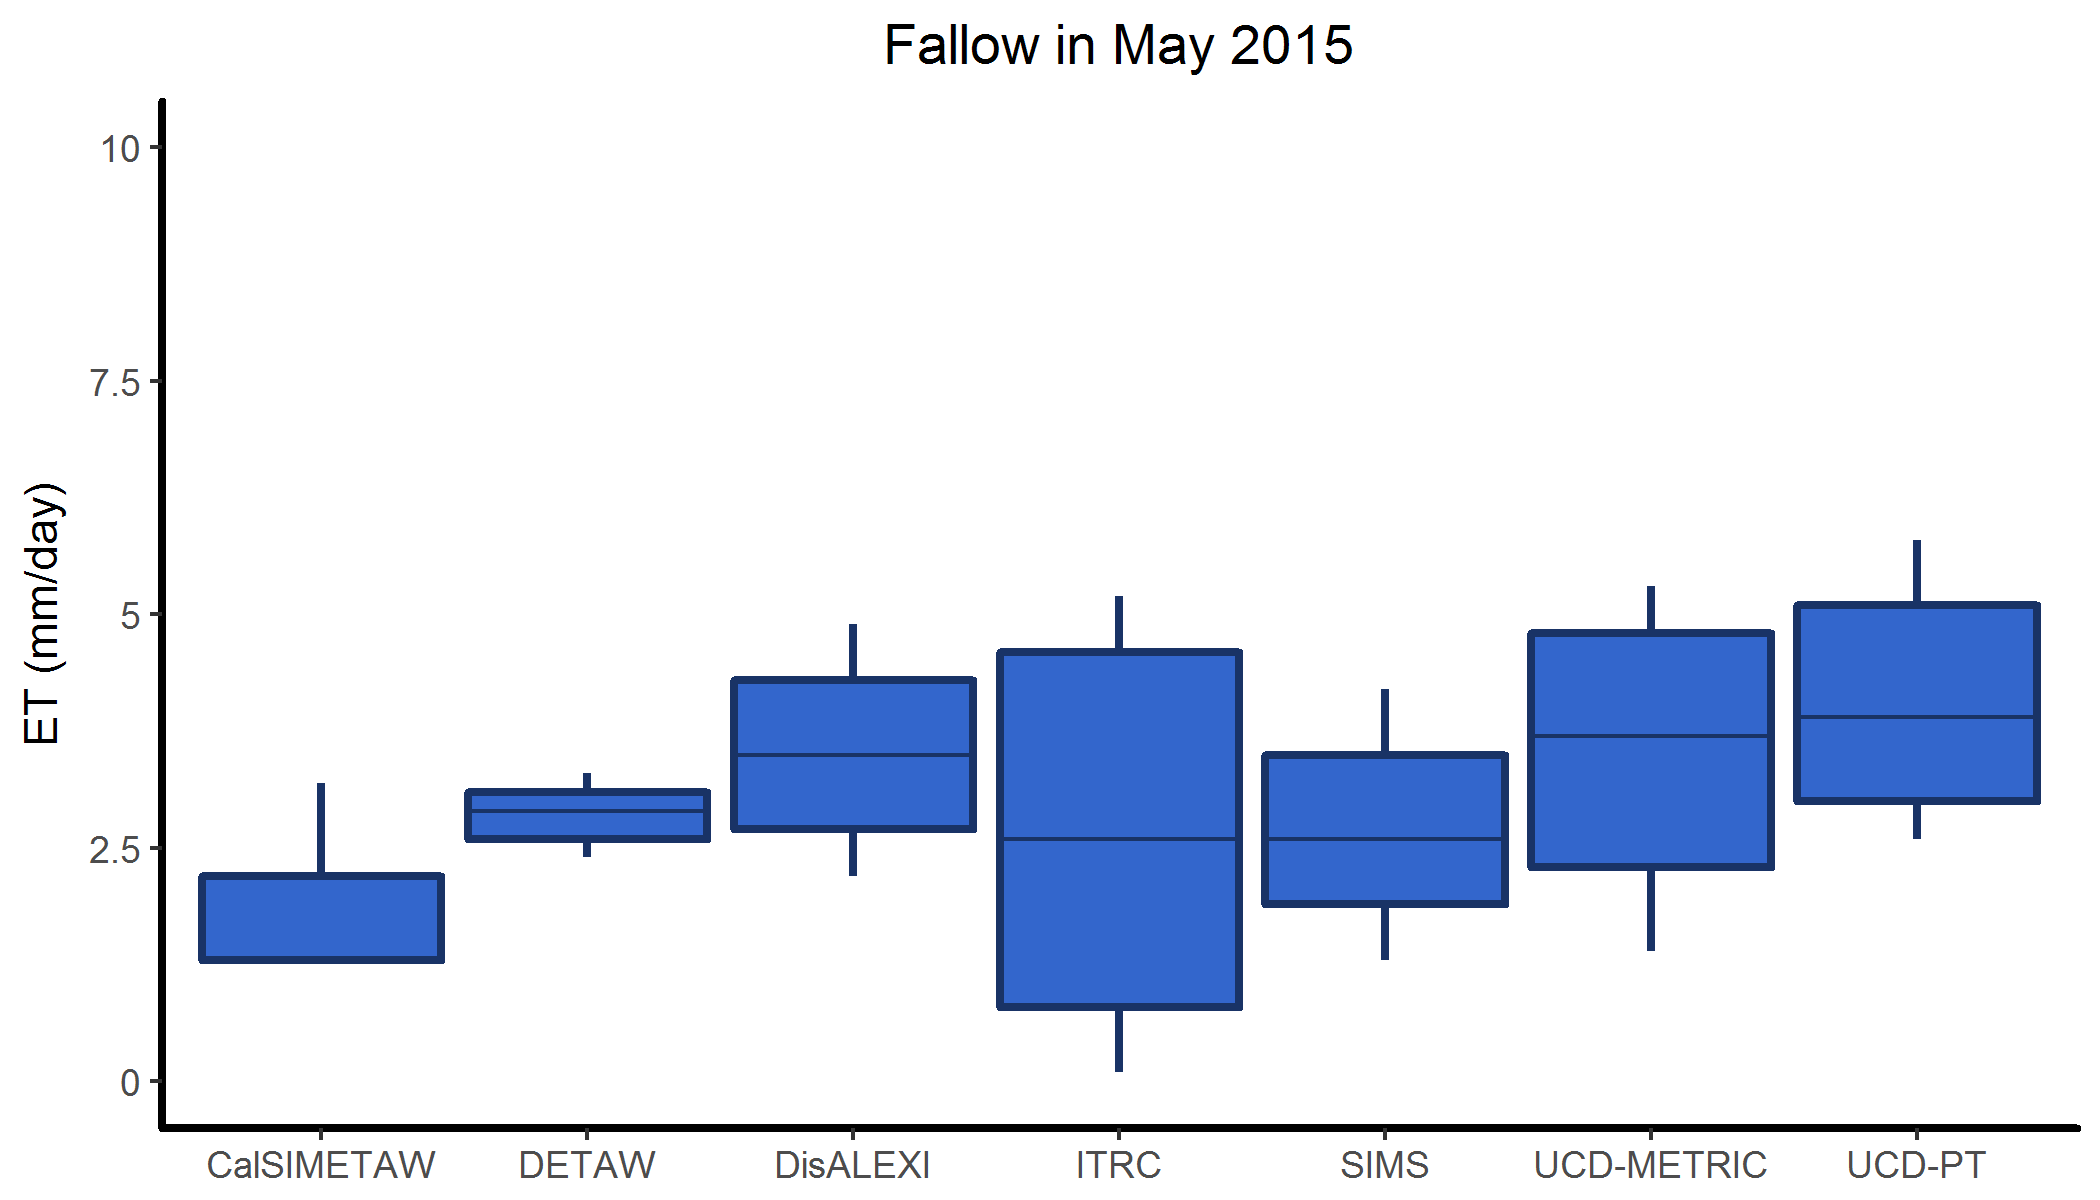 Fallow in May 2015
ET (mm/day)
10
7.5
5
2.5
0
CalSIMETAW DETAW DisALEXI ITRC SIMS UCD-METRIC UCD-PT